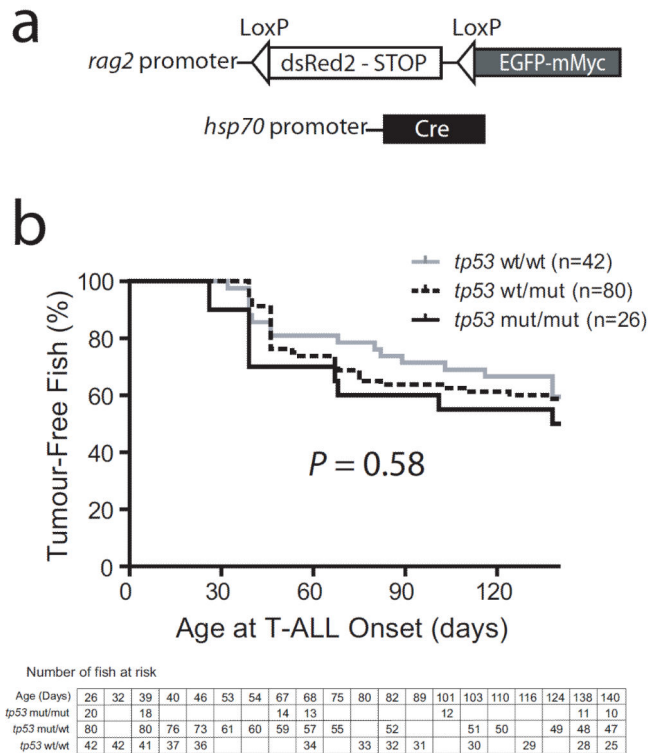 a
LoxP LoxP
rag2 promoter dsRed2 - STOP EGFP-mMyc
hsp70 promoter Cre
b
tp53 wt/wt (n=42)
tp53 wt/mut (n=80)
tp53 mut/mut (n=26)
Tumour-Free Fish (%)
100
80
60
40
20
0
P = 0.58
0 30 60 90 120
Age at T-ALL Onset (days)
Number of fish at risk
Age (Days) 26 32 39 40 46 53 54 67 68 75 80 82 89 101 103 110 116 124 138 140
tp53 mut/mut 20 18 14 13 12 11 10
tp53 mut/wt 80 80 76 73 61 60 59 57 55 52 51 50 49 48 47
tp53 wt/wt 42 42 41 37 36 34 33 32 31 30 29 28 25